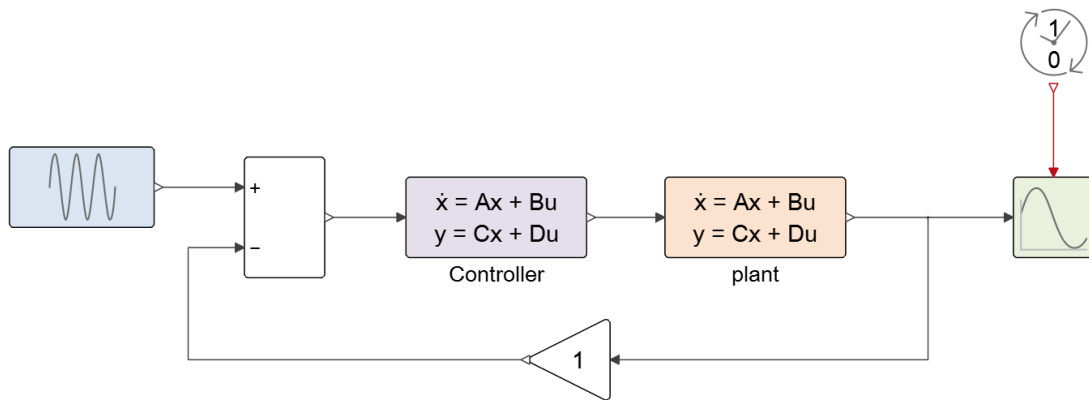 1
0
+
−
ẋ = Ax + Bu
y = Cx + Du
Controller
ẋ = Ax + Bu
y = Cx + Du
plant
1